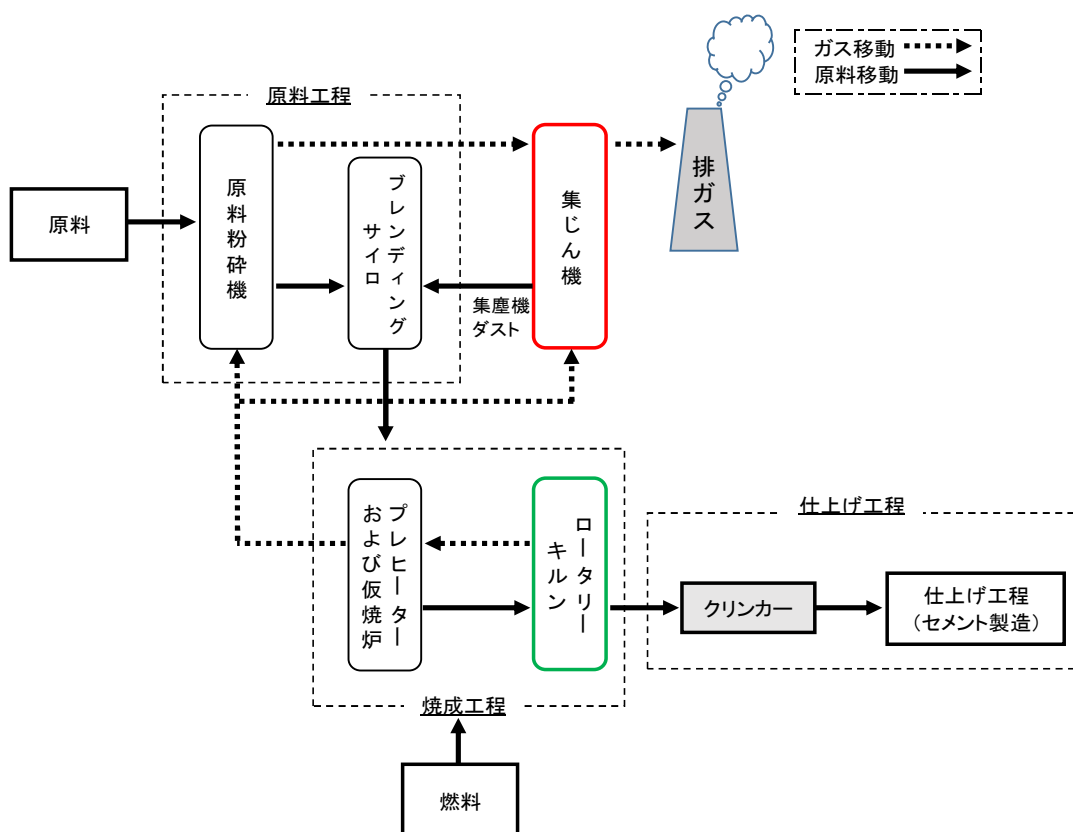 ガス移動
原料移動
原料工程
原料
原料粉砕機
ブレンディング
サイロ
集じん機
排ガス
集塵機
ダスト
プレヒーター
および仮焼炉
ロータリー
キルン
仕上げ工程
クリンカー
仕上げ工程
（セメント製造）
焼成工程
燃料